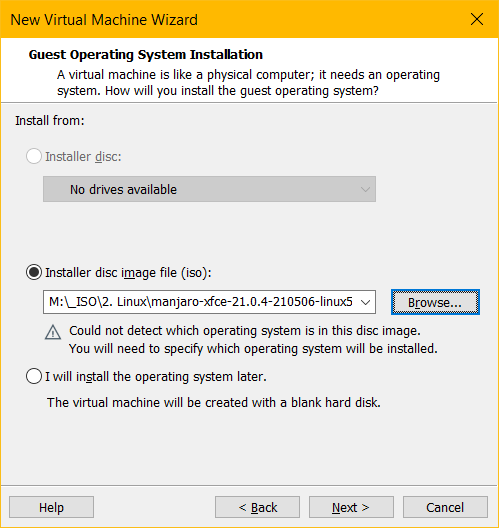 New Virtual Machine Wizard
Guest Operating System Installation
A virtual machine is like a physical computer; it needs an operating
system. How will you install the guest operating system?
Install from:
Installer disc:
No drives available
Installer disc image file (iso):
M:\_ISO\2. Linux\manjaro-xfce-21.0.4-210506-linux5
Browse...
Could not detect which operating system is in this disc image.
You will need to specify which operating system will be installed.
I will install the operating system later.
The virtual machine will be created with a blank hard disk.
Help
< Back
Next >
Cancel